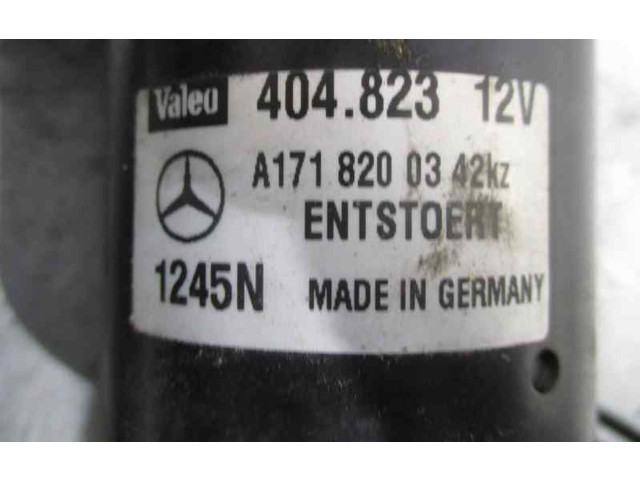 Valeo 404.823 12V
A171 820 03 42kz
ENTSTOERT
1245N MADE IN GERMANY